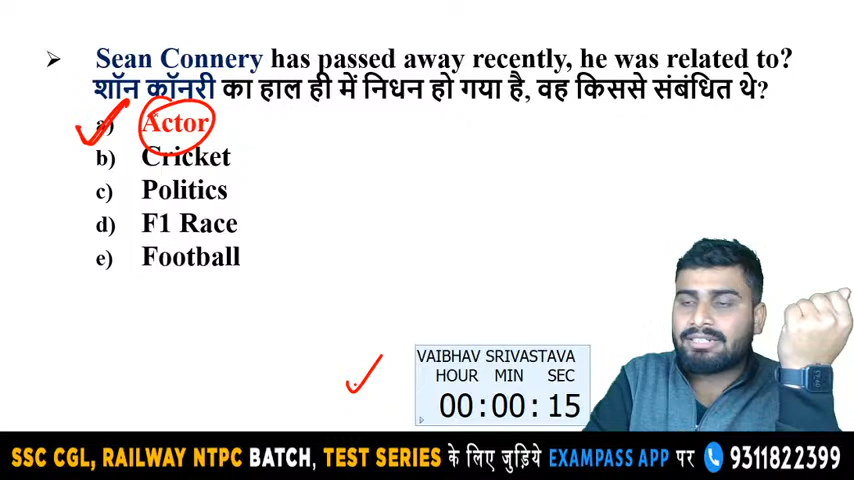 ➢ Sean Connery has passed away recently, he was related to?
शॉन कॉनरी का हाल ही में निधन हो गया है, वह किससे संबंधित थे?
a) Actor
b) Cricket
c) Politics
d) F1 Race
e) Football
VAIBHAV SRIVASTAVA
HOUR MIN SEC
00:00:15
SSC CGL, RAILWAY NTPC BATCH, TEST SERIES के लिए जुड़िये EXAMPASS APP पर 9311822399